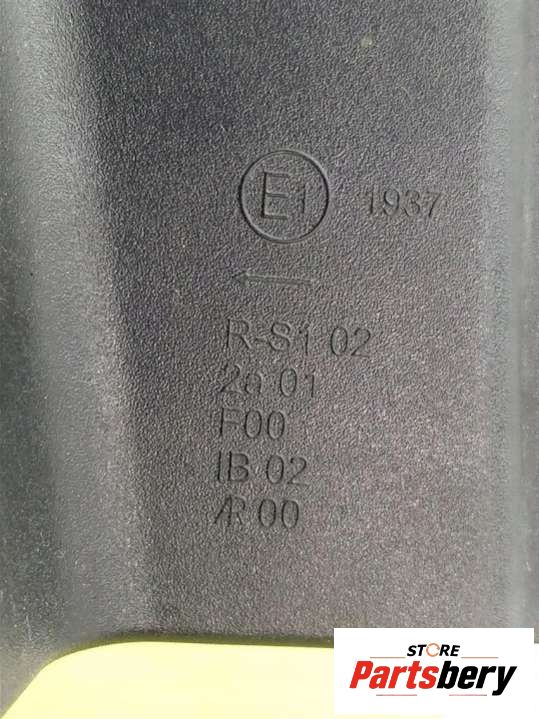 E1 1937
←
R-S1 02
2a 01
F00
IB 02
AR 00
STORE
Partsbery